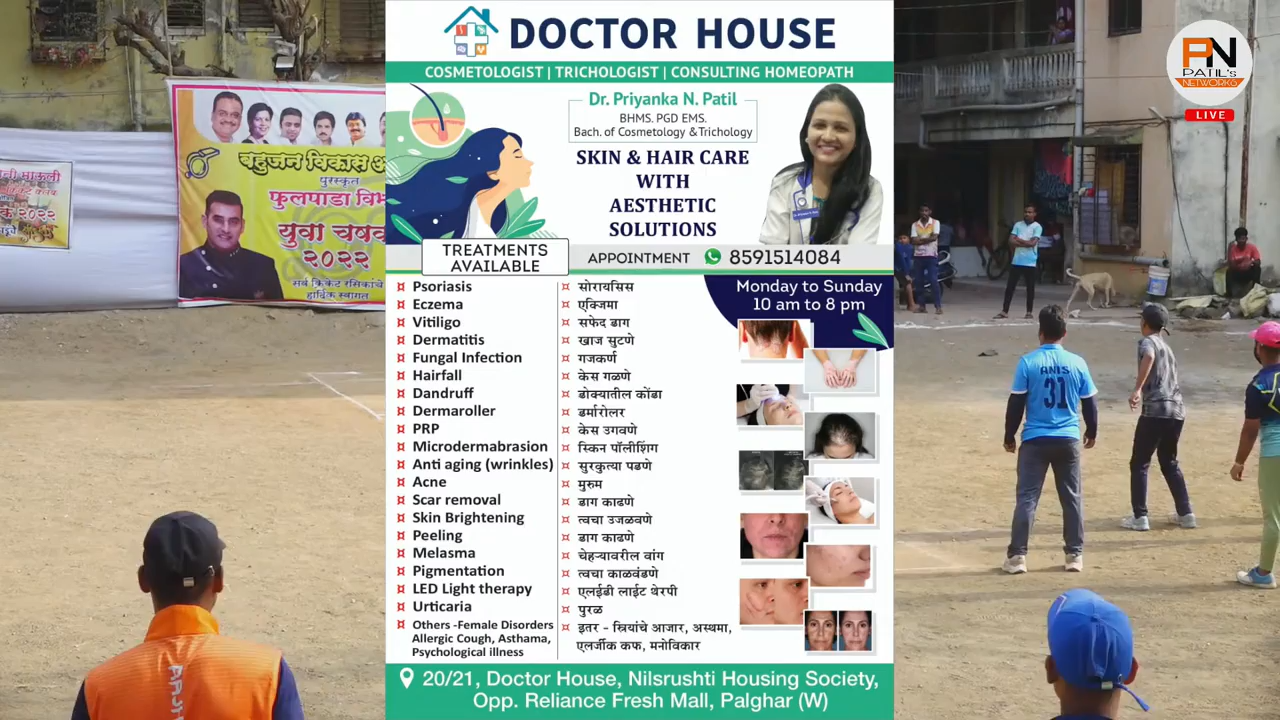 DOCTOR HOUSE
COSMETOLOGIST | TRICHOLOGIST | CONSULTING HOMEOPATH
Dr. Priyanka N. Patil
BHMS. PGD EMS.
Bach. of Cosmetology & Trichology
SKIN & HAIR CARE
WITH
AESTHETIC
SOLUTIONS
TREATMENTS
AVAILABLE
APPOINTMENT 8591514084
Monday to Sunday
10 am to 8 pm
Psoriasis
Eczema
Vitiligo
Dermatitis
Fungal Infection
Hairfall
Dandruff
Dermaroller
PRP
Microdermabrasion
Anti aging (wrinkles)
Acne
Scar removal
Skin Brightening
Peeling
Melasma
Pigmentation
LED Light therapy
Urticaria
Others -Female Disorders
Allergic Cough, Asthama,
Psychological illness
सोरायसिस
एक्जिमा
सफेद डाग
खाज सुटणे
गजकर्ण
केस गळणे
डोक्यातील कोंडा
डर्मारोलर
केस उगवणे
स्किन पॉलीशिंग
सुरकुत्या पडणे
मुरुम
डाग काढणे
त्वचा उजळवणे
डाग काढणे
चेहऱ्यावरील वांग
त्वचा काळवंडणे
एलईडी लाईट थेरपी
पुरळ
इतर - स्त्रियांचे आजार, अस्थमा,
एलर्जीक कफ, मनोविकार
20/21, Doctor House, Nilsrushti Housing Society,
Opp. Reliance Fresh Mall, Palghar (W)
बहुजन विकास
पुरस्कृत
फुलपाडा
युवा
२०२२
सर्व क्रिकेट रसिकांचे
हार्दिक स्वागत
माऊली
२०२२
PN
PATIL's
NETWORKS
LIVE
ANIS
31